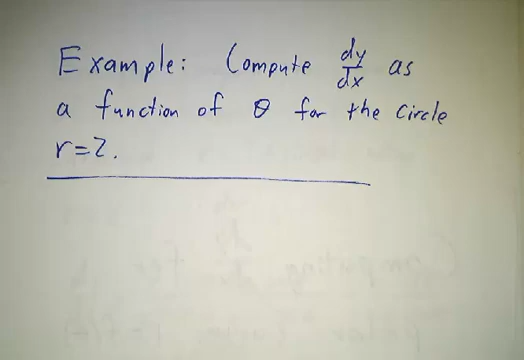 Example: Compute dy/dx as
a function of θ for the circle
r=2.